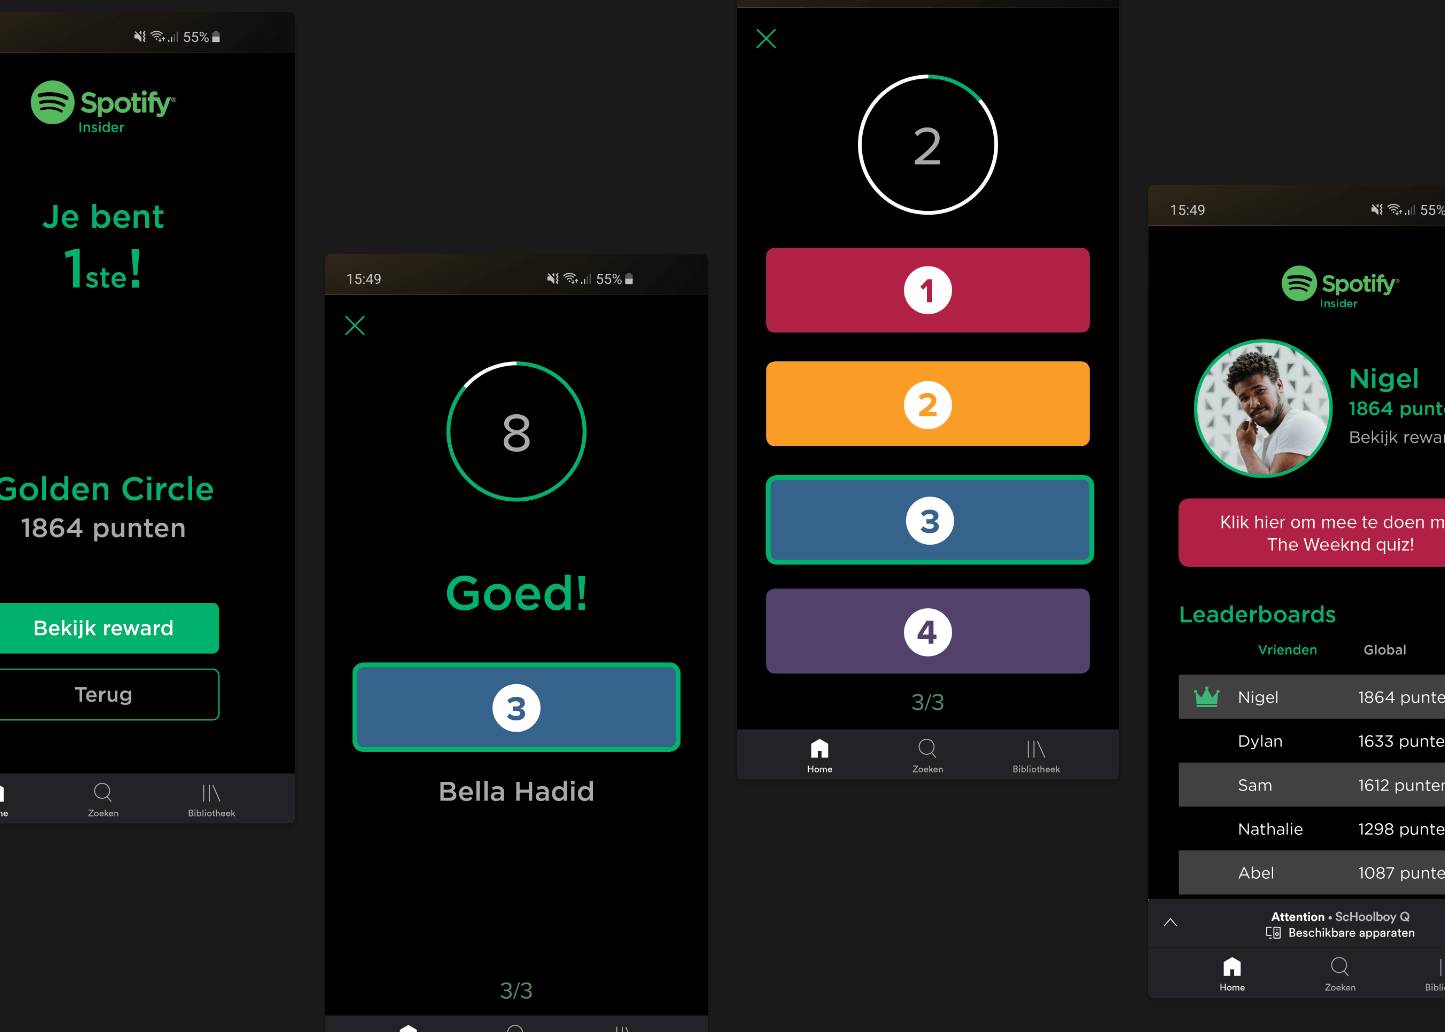 55%
Spotify®
Insider
Je bent
1ste!
Golden Circle
1864 punten
Bekijk reward
Terug
Zoeken
Bibliotheek
15:49
55%
8
Goed!
3
Bella Hadid
3/3
2
1
2
3
4
3/3
Home
Zoeken
Bibliotheek
15:49
55%
Spotify®
Insider
Nigel
1864 punt
Bekijk rewar
Klik hier om mee te doen m
The Weeknd quiz!
Leaderboards
Vrienden Global
Nigel 1864 punte
Dylan 1633 punte
Sam 1612 punten
Nathalie 1298 punte
Abel 1087 punte
Attention • ScHoolboy Q
Beschikbare apparaten
Home
Zoeken
Bibli